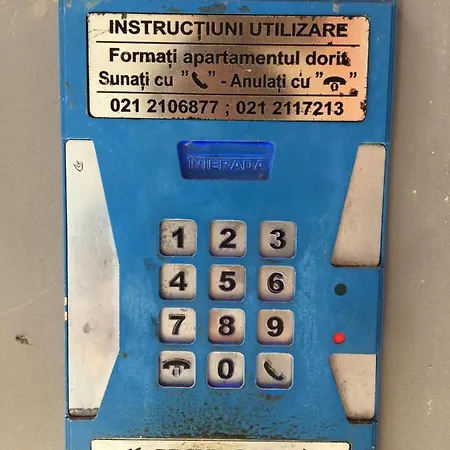 INSTRUCȚIUNI UTILIZARE
Formați apartamentul dorit
Sunați cu " " - Anulați cu " "
021 2106877 ; 021 2117213
INTERADA
1 2 3
4 5 6
7 8 9
0